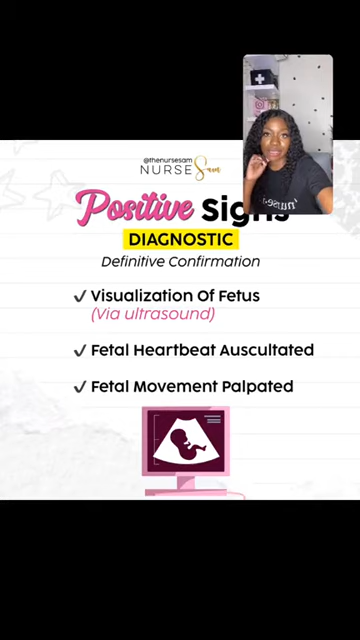 @thenursesam
NURSE Sam
Positive Signs
DIAGNOSTIC
Definitive Confirmation
✓ Visualization Of Fetus
(Via ultrasound)
✓ Fetal Heartbeat Auscultated
✓ Fetal Movement Palpated